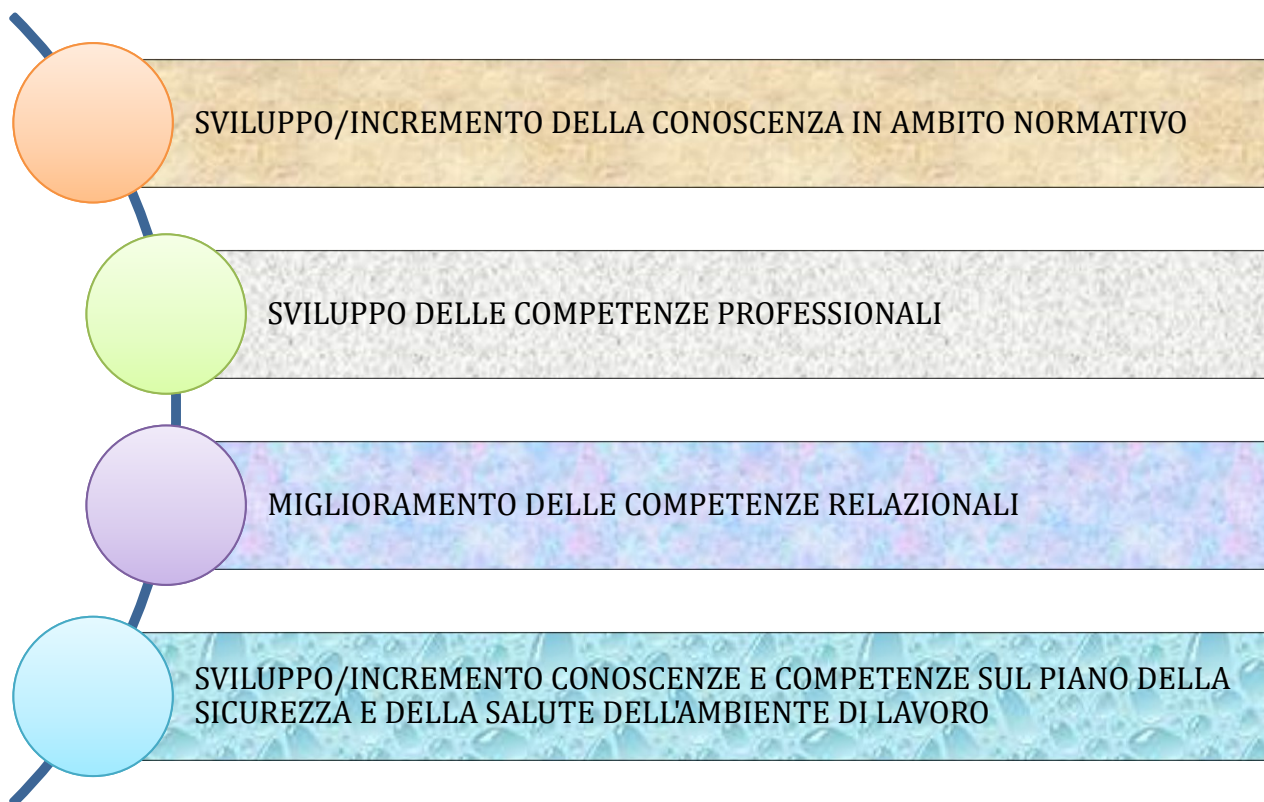 SVILUPPO/INCREMENTO DELLA CONOSCENZA IN AMBITO NORMATIVO
SVILUPPO DELLE COMPETENZE PROFESSIONALI
MIGLIORAMENTO DELLE COMPETENZE RELAZIONALI
SVILUPPO/INCREMENTO CONOSCENZE E COMPETENZE SUL PIANO DELLA
SICUREZZA E DELLA SALUTE DELL'AMBIENTE DI LAVORO